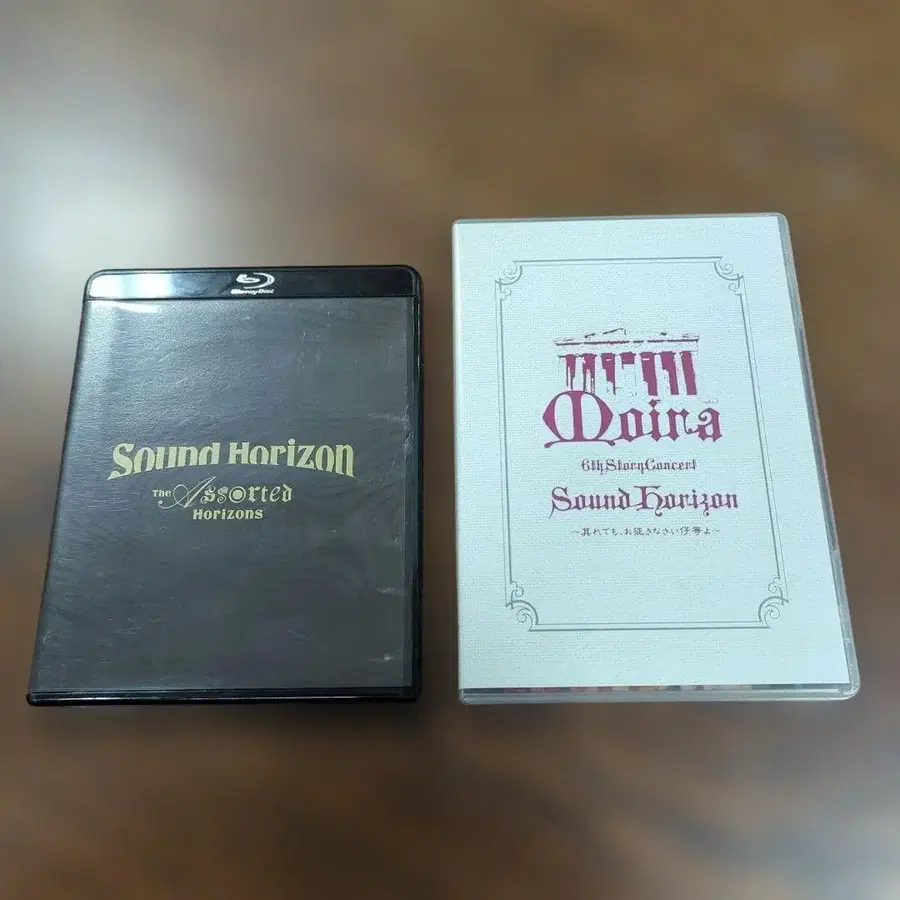 Blu-ray Disc
Sound Horizon
The Assorted
Horizons
Moira
6th Story Concert
Sound Horizon
～其れでも、お征きなさい仔等よ～